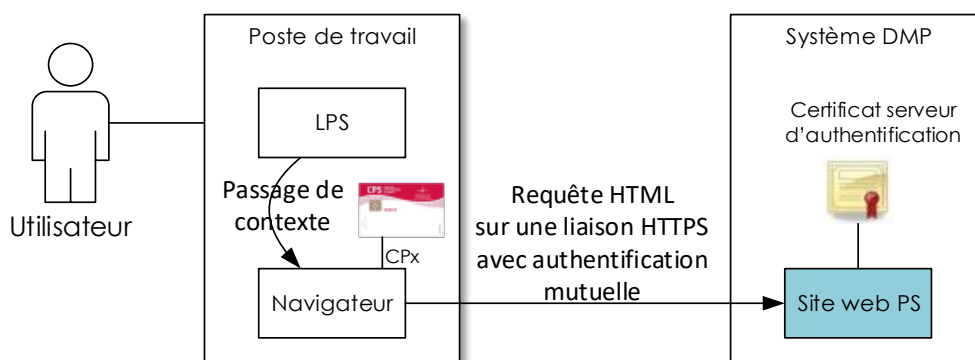 Poste de travail
Système DMP
LPS
Certificat serveur
d'authentification
Passage de
contexte
CPS
Requête HTML
sur une liaison HTTPS
avec authentification
mutuelle
Utilisateur
CPx
Navigateur
Site web PS